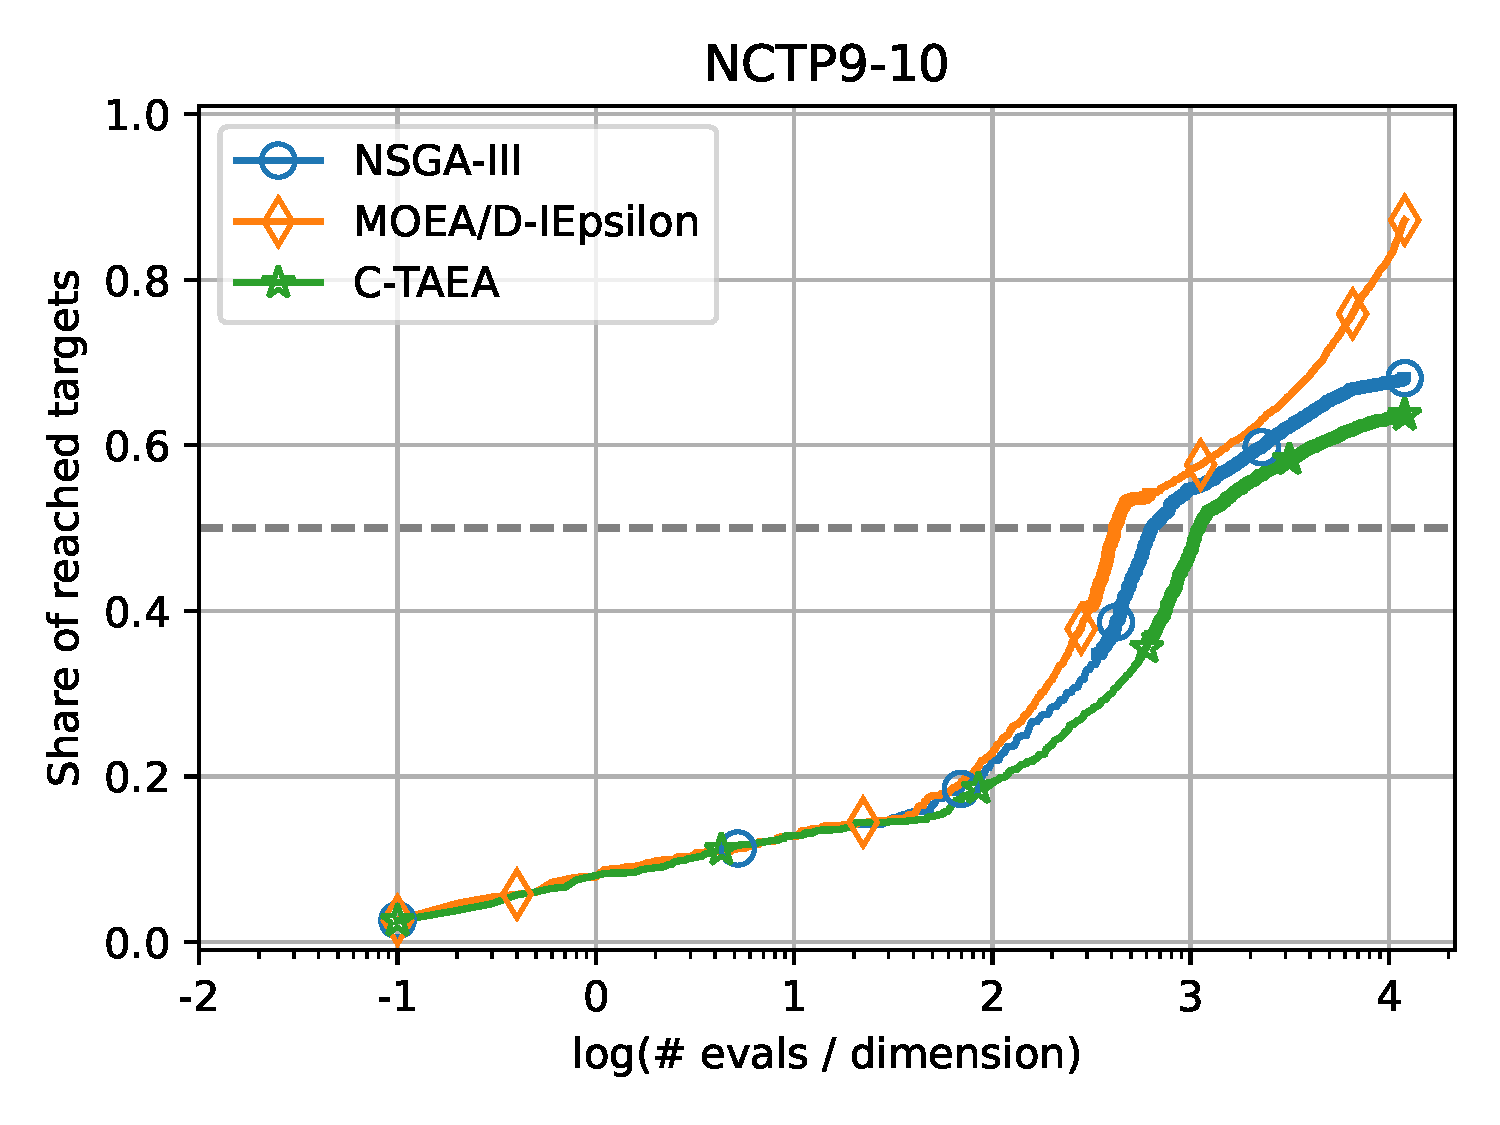 NCTP9-10
1.0
0.8
0.6
0.4
0.2
0.0
Share of reached targets
NSGA-III
MOEA/D-IEpsilon
C-TAEA
-2 -1 0 1 2 3 4
log(# evals / dimension)